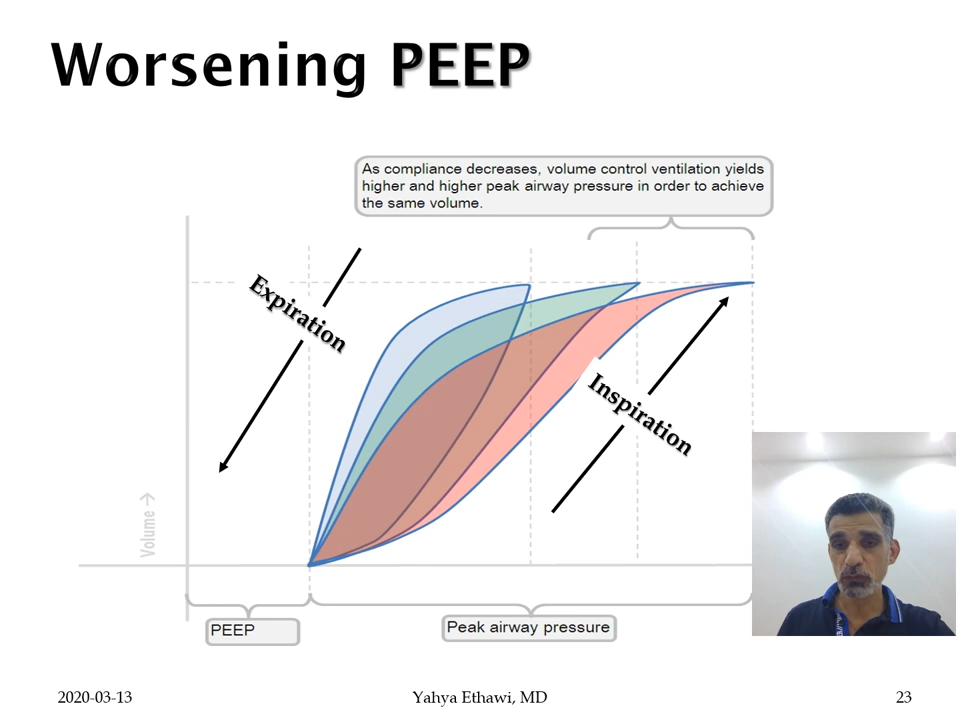 Worsening PEEP
As compliance decreases, volume control ventilation yields
higher and higher peak airway pressure in order to achieve
the same volume.
Expiration
Inspiration
Volume →
PEEP
Peak airway pressure
2020-03-13
Yahya Ethawi, MD
23